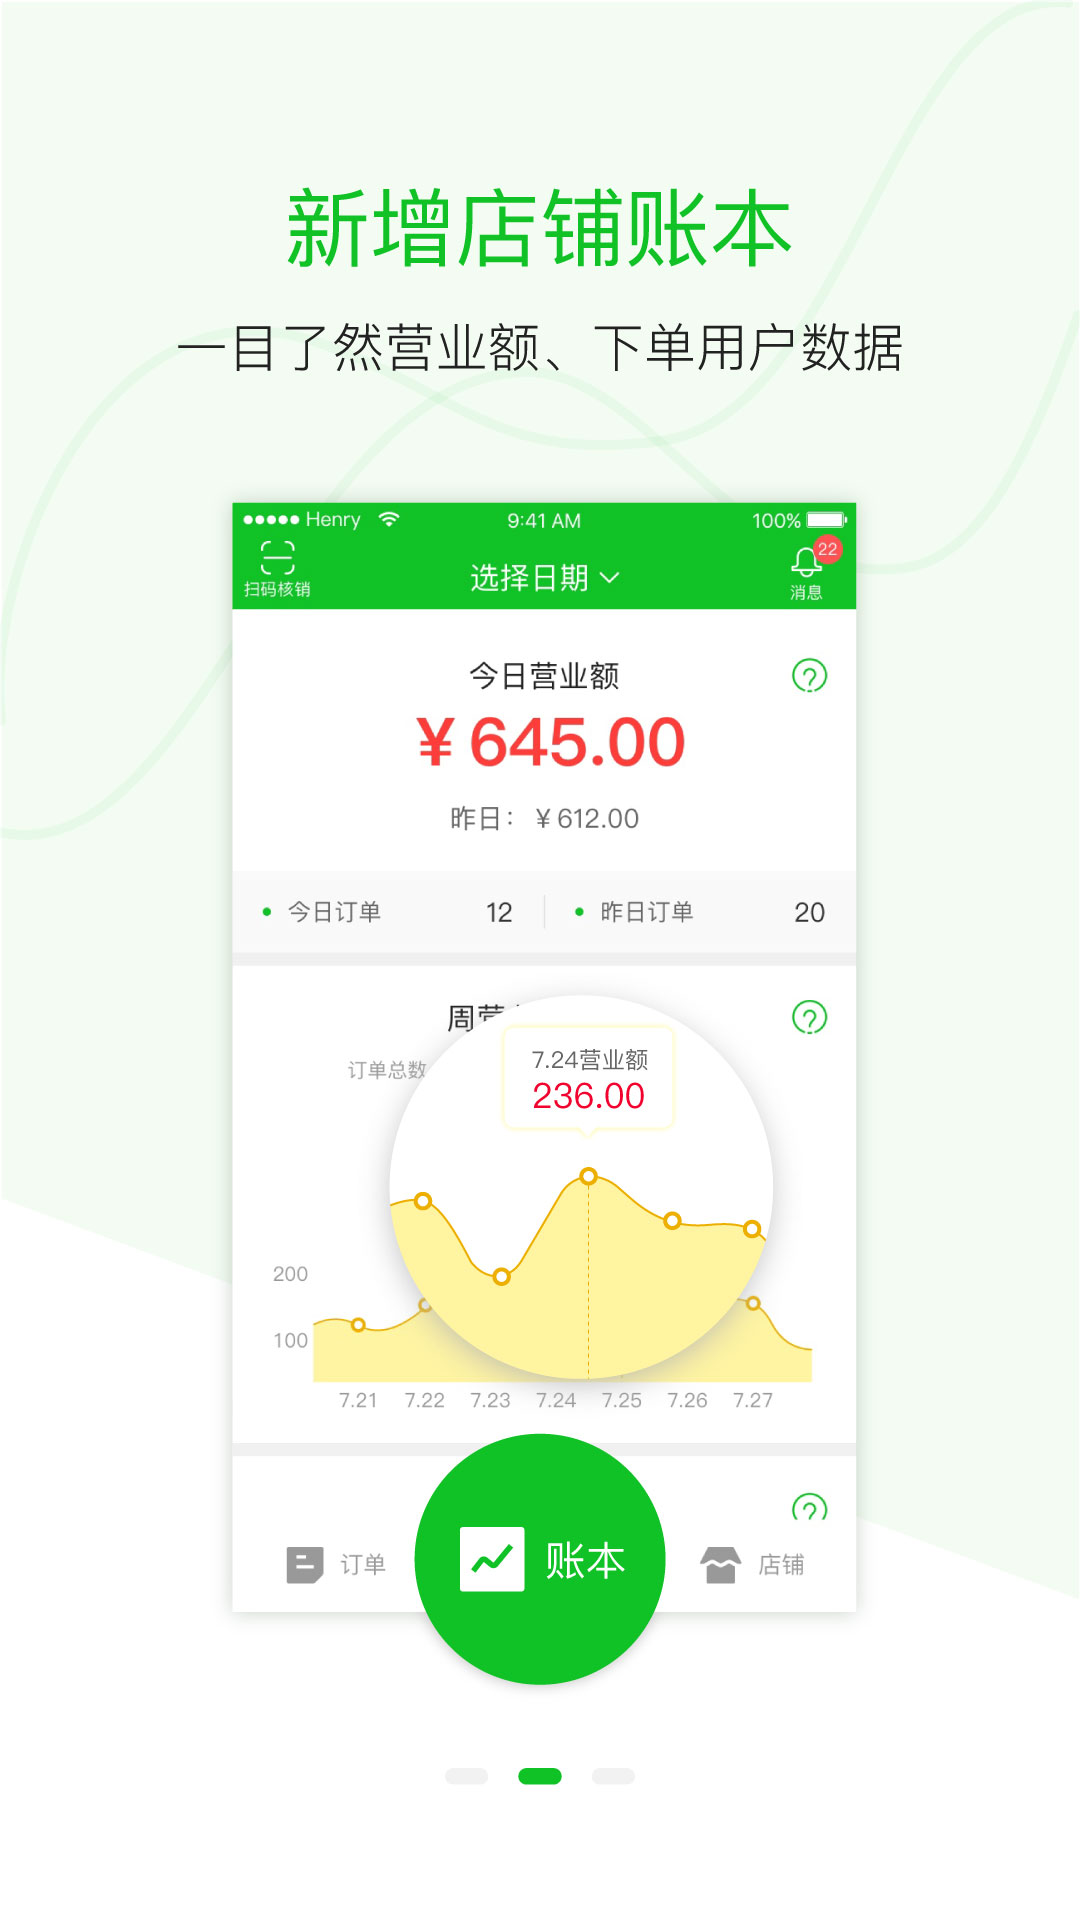 新增店铺账本
一目了然营业额、下单用户数据
Henry 9:41 AM 100%
扫码核销 选择日期 22 消息
今日营业额
¥ 645.00
昨日： ¥ 612.00
今日订单 12 昨日订单 20
周营
订单总数
7.24营业额
236.00
200
100
7.21 7.22 7.23 7.24 7.25 7.26 7.27
订单 账本 店铺